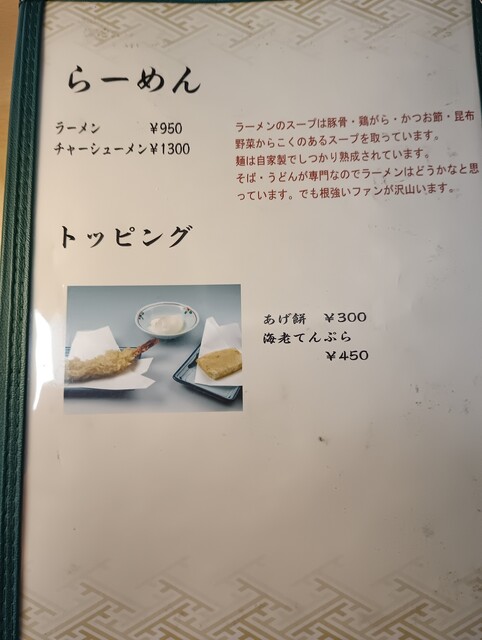 らーめん
ラーメン ¥950
チャーシューメン¥1300
ラーメンのスープは豚骨・鶏がら・かつお節・昆布
野菜からこくのあるスープを取っています。
麺は自家製でしつかり熟成されています。
そば・うどんが専門なのでラーメンはどうかなと思
っています。でも根強いファンが沢山います。
トッピング
あげ餅 ¥300
海老てんぷら
¥450